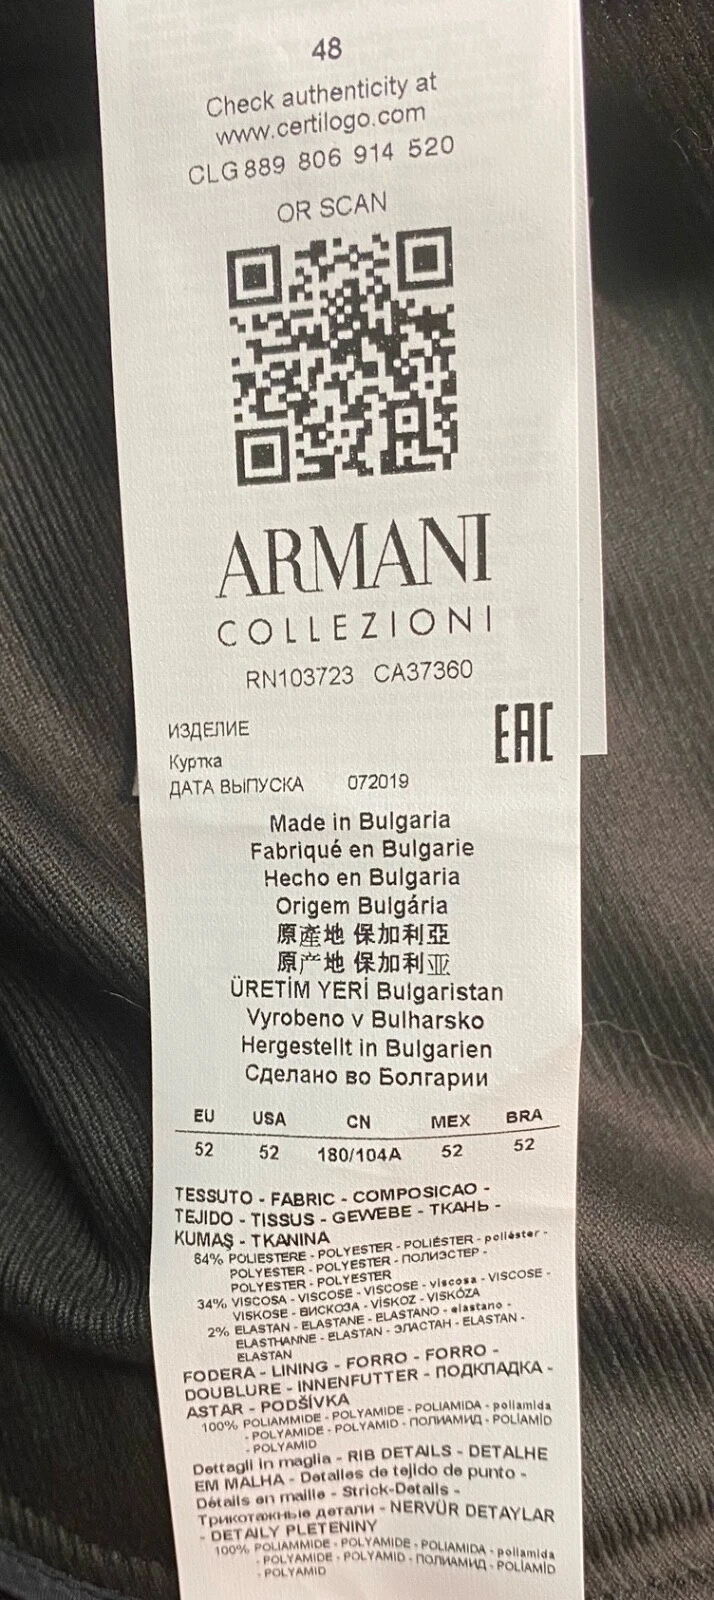 48
Check authenticity at
www.certilogo.com
CLG 889 806 914 520
OR SCAN
ARMANI
COLLEZIONI
RN103723 CA37360
ИЗДЕЛИЕ
EAC
Куртка
ДАТА ВЫПУСКА 072019
Made in Bulgaria
Fabriqué en Bulgarie
Hecho en Bulgaria
Origem Bulgária
原產地 保加利亞
原产地 保加利亚
ÜRETİM YERİ Bulgaristan
Vyrobeno v Bulharsko
Hergestellt in Bulgarien
Сделано во Болгарии
EU USA CN MEX BRA
52 52 180/104A 52 52
TESSUTO - FABRIC - COMPOSICAO -
TEJIDO - TISSUS - GEWEBE - ТКАНЬ -
KUMAŞ - TKANINA
64% POLIESTERE - POLYESTER - POLIÉSTER - poliéster -
POLYESTER - POLYESTER - ПОЛИЭСТЕР -
POLYESTER - POLYESTER
34% VISCOSA - VISCOSE - VISCOSE - viscosa - VISCOSE -
VISKOSE - ВИСКОЗА - VİSKOZ - VISKÓZA
2% ELASTAN - ELASTANE - ELASTANO - elastano -
ELASTHANNE - ELASTAN - ЭЛАСТАН - ELASTAN -
ELASTAN
FODERA - LINING - FORRO - FORRO -
DOUBLURE - INNENFUTTER - ПОДКЛАДКА -
ASTAR - PODŠÍVKA
100% POLIAMMIDE - POLYAMIDE - POLIAMIDA - poliamida
- POLYAMIDE - POLYAMID - ПОЛИАМИД - POLİAMİD
- POLYAMID
Dettagli in maglia - RIB DETAILS - DETALHE
EM MALHA - Detalles de tejido de punto -
Détails en maille - Strick-Details -
Трикотажные детали - NERVÜR DETAYLAR
- DETAILY PLETENINY
100% POLIAMMIDE - POLYAMIDE - POLIAMIDA - poliamida
- POLYAMIDE - POLYAMID - ПОЛИАМИД - POLİAMİD
- POLYAMID